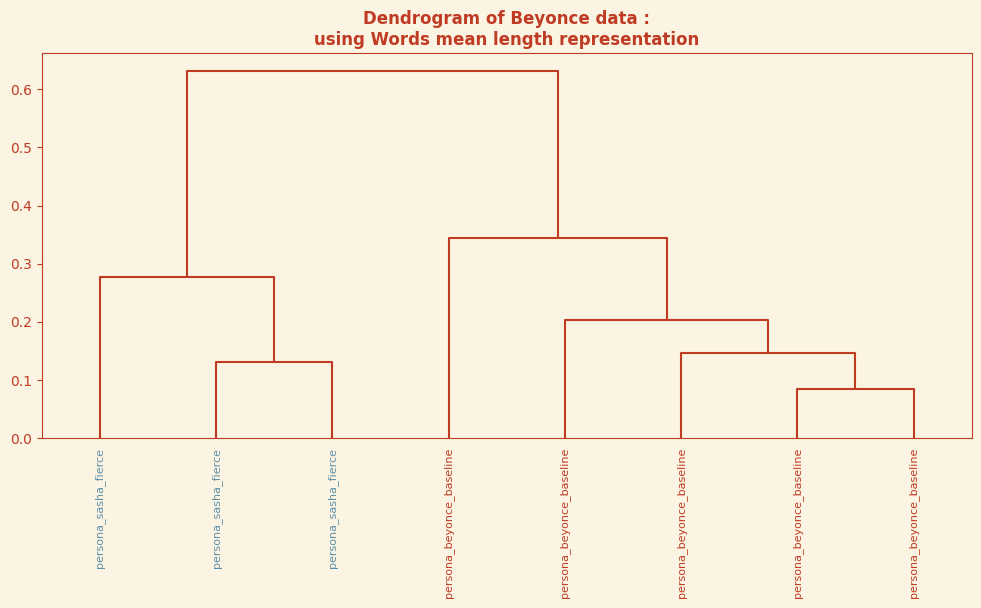 Dendrogram of Beyonce data :
using Words mean length representation
0.6
0.5
0.4
0.3
0.2
0.1
0.0
persona_sasha_fierce
persona_sasha_fierce
persona_sasha_fierce
persona_beyonce_baseline
persona_beyonce_baseline
persona_beyonce_baseline
persona_beyonce_baseline
persona_beyonce_baseline